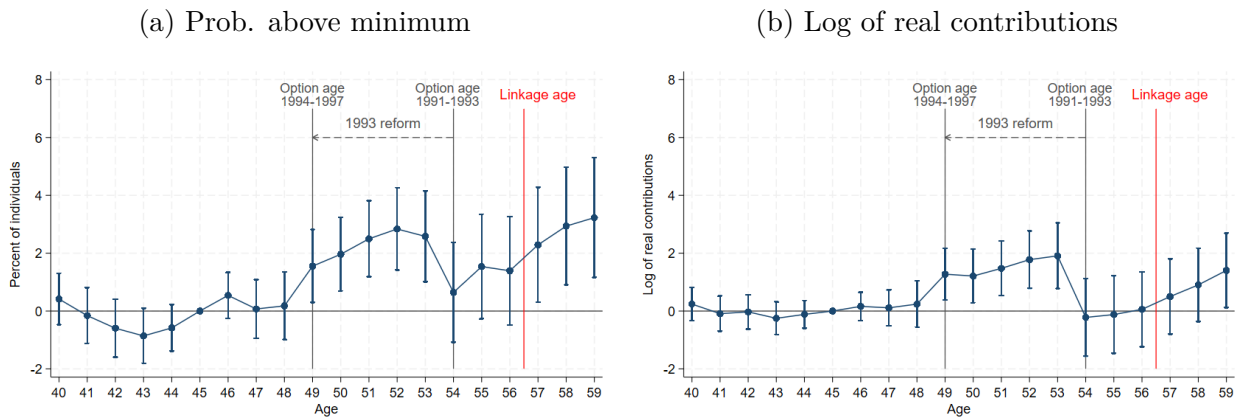 (a) Prob. above minimum
Percent of individuals
8
6
4
2
0
-2
Option age
1994-1997
Option age
1991-1993
Linkage age
1993 reform
40 41 42 43 44 45 46 47 48 49 50 51 52 53 54 55 56 57 58 59
Age
(b) Log of real contributions
Log of real contributions
8
6
4
2
0
-2
Option age
1994-1997
Option age
1991-1993
Linkage age
1993 reform
40 41 42 43 44 45 46 47 48 49 50 51 52 53 54 55 56 57 58 59
Age